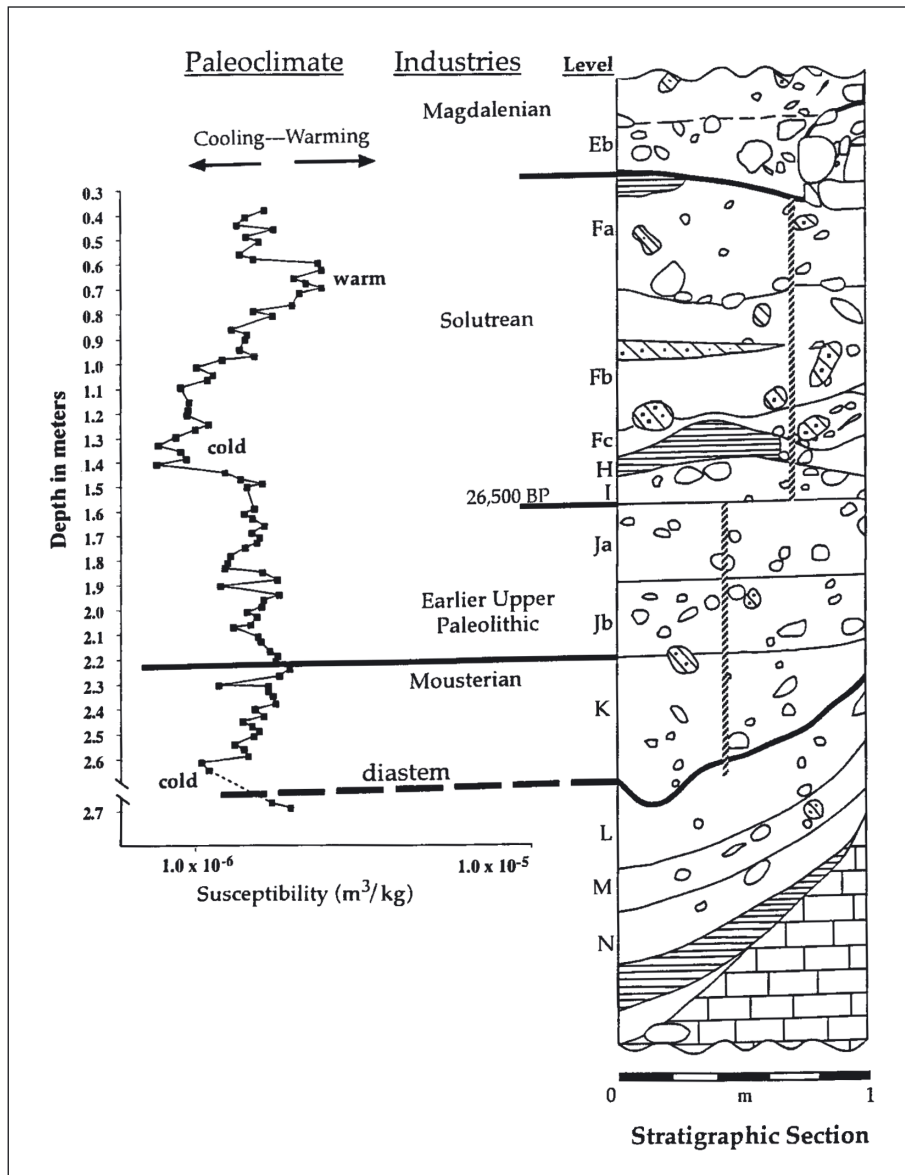 Paleoclimate
Industries
Level
Cooling---Warming
Magdalenian
Eb
0.3
0.4
0.5
0.6
0.7
0.8
0.9
1.0
1.1
1.2
1.3
1.4
1.5
1.6
1.7
1.8
1.9
2.0
2.1
2.2
2.3
2.4
2.5
2.6
2.7
Depth in meters
warm
cold
cold
Fa
Solutrean
Fb
Fc
H
I
26,500 BP
Ja
Earlier Upper
Paleolithic
Jb
Mousterian
K
diastem
L
M
N
1.0 x 10-6
1.0 x 10-5
Susceptibility (m3/kg)
0
m
1
Stratigraphic Section